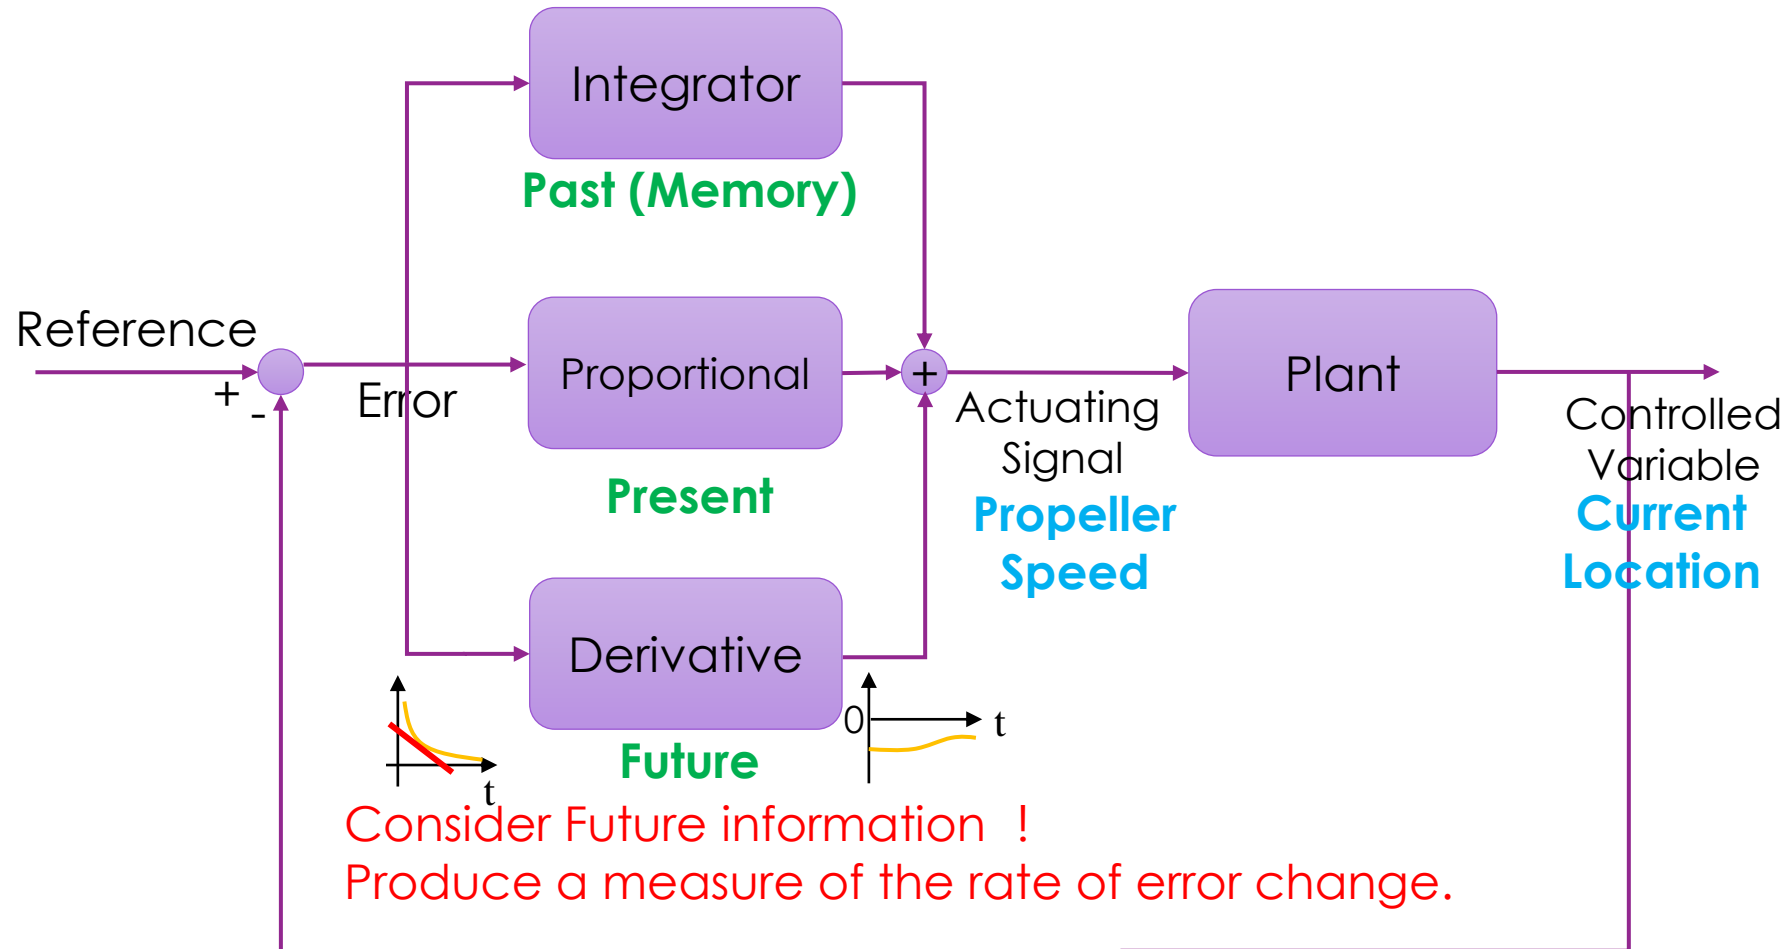 Integrator
Past (Memory)
Reference
+
-
Error
Proportional
Present
+
Actuating
Signal
Propeller
Speed
Plant
Controlled
Variable
Current
Location
Derivative
Future
t
0
t
Consider Future information !
Produce a measure of the rate of error change.